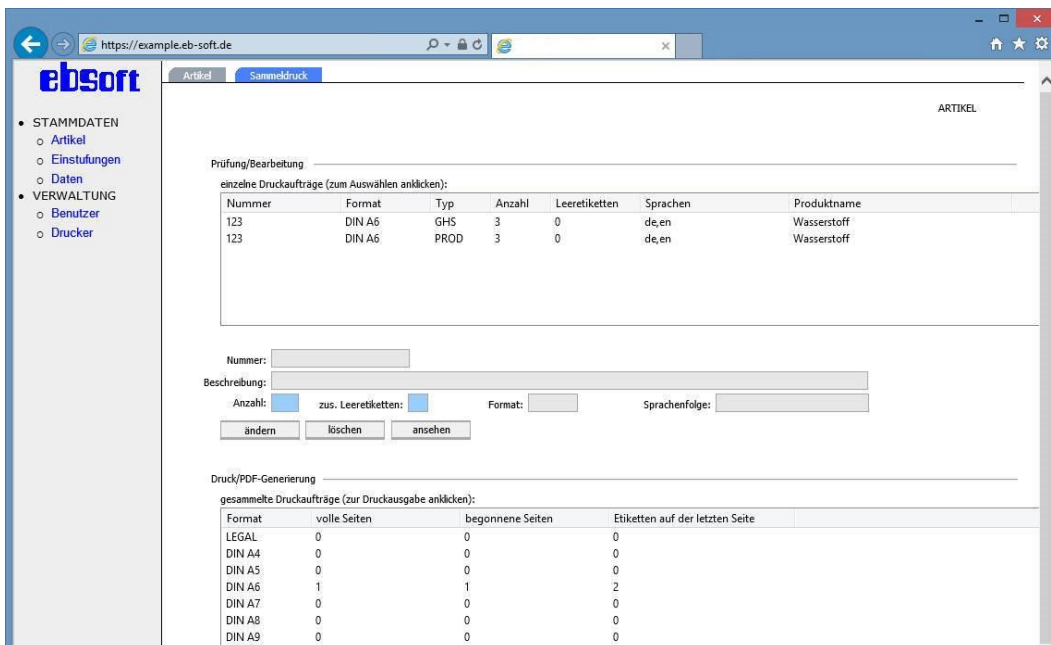 https://example.eb-soft.de
ebsoft
Artikel Sammeldruck
ARTIKEL
STAMMDATEN
Artikel
Einstufungen
Daten
VERWALTUNG
Benutzer
Drucker
Prüfung/Bearbeitung
einzelne Druckaufträge (zum Auswählen anklicken):
Nummer Format Typ Anzahl Leeretiketten Sprachen Produktname
123 DIN A6 GHS 3 0 de,en Wasserstoff
123 DIN A6 PROD 3 0 de,en Wasserstoff
Nummer:
Beschreibung:
Anzahl: zus. Leeretiketten: Format: Sprachenfolge:
ändern löschen ansehen
Druck/PDF-Generierung
gesammelte Druckaufträge (zur Druckausgabe anklicken):
Format volle Seiten begonnene Seiten Etiketten auf der letzten Seite
LEGAL 0 0 0
DIN A4 0 0 0
DIN A5 0 0 0
DIN A6 1 1 2
DIN A7 0 0 0
DIN A8 0 0 0
DIN A9 0 0 0